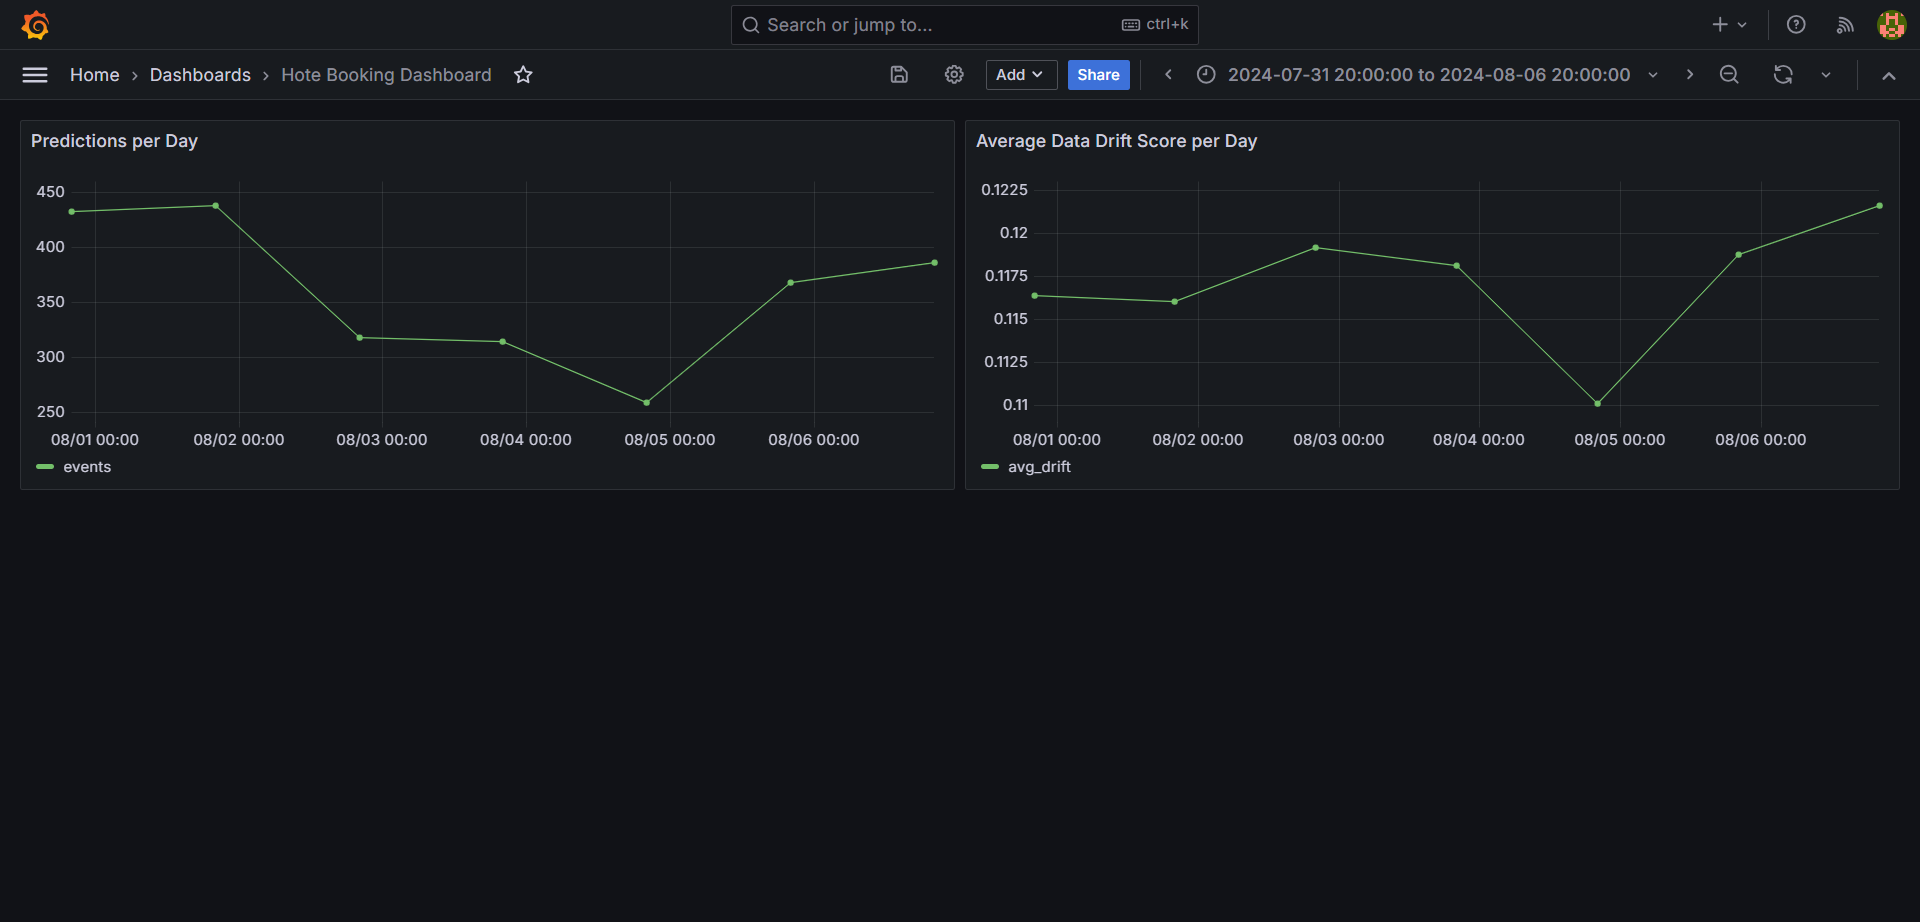 Search or jump to... ctrl+k
Home › Dashboards › Hote Booking Dashboard Add Share 2024-07-31 20:00:00 to 2024-08-06 20:00:00
Predictions per Day
450
400
350
300
250
08/01 00:00 08/02 00:00 08/03 00:00 08/04 00:00 08/05 00:00 08/06 00:00
events
Average Data Drift Score per Day
0.1225
0.12
0.1175
0.115
0.1125
0.11
08/01 00:00 08/02 00:00 08/03 00:00 08/04 00:00 08/05 00:00 08/06 00:00
avg_drift